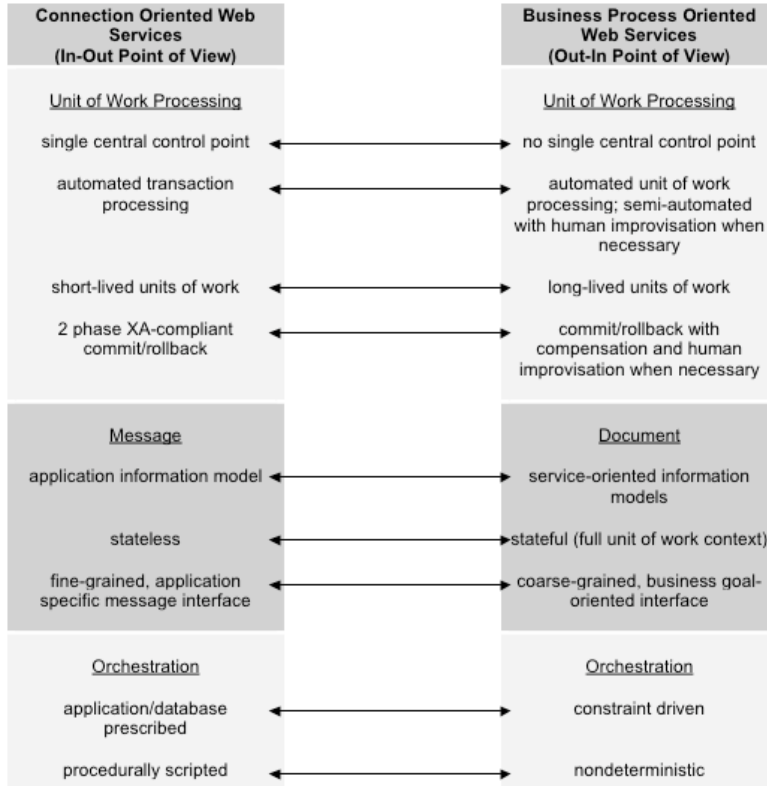 Connection Oriented Web
Services
(In-Out Point of View)
Business Process Oriented
Web Services
(Out-In Point of View)
Unit of Work Processing
Unit of Work Processing
single central control point
no single central control point
automated transaction
processing
automated unit of work
processing; semi-automated
with human improvisation when
necessary
short-lived units of work
long-lived units of work
2 phase XA-compliant
commit/rollback
commit/rollback with
compensation and human
improvisation when necessary
Message
Document
application information model
service-oriented information
models
stateless
stateful (full unit of work context)
fine-grained, application
specific message interface
coarse-grained, business goal-
oriented interface
Orchestration
Orchestration
application/database
prescribed
constraint driven
procedurally scripted
nondeterministic